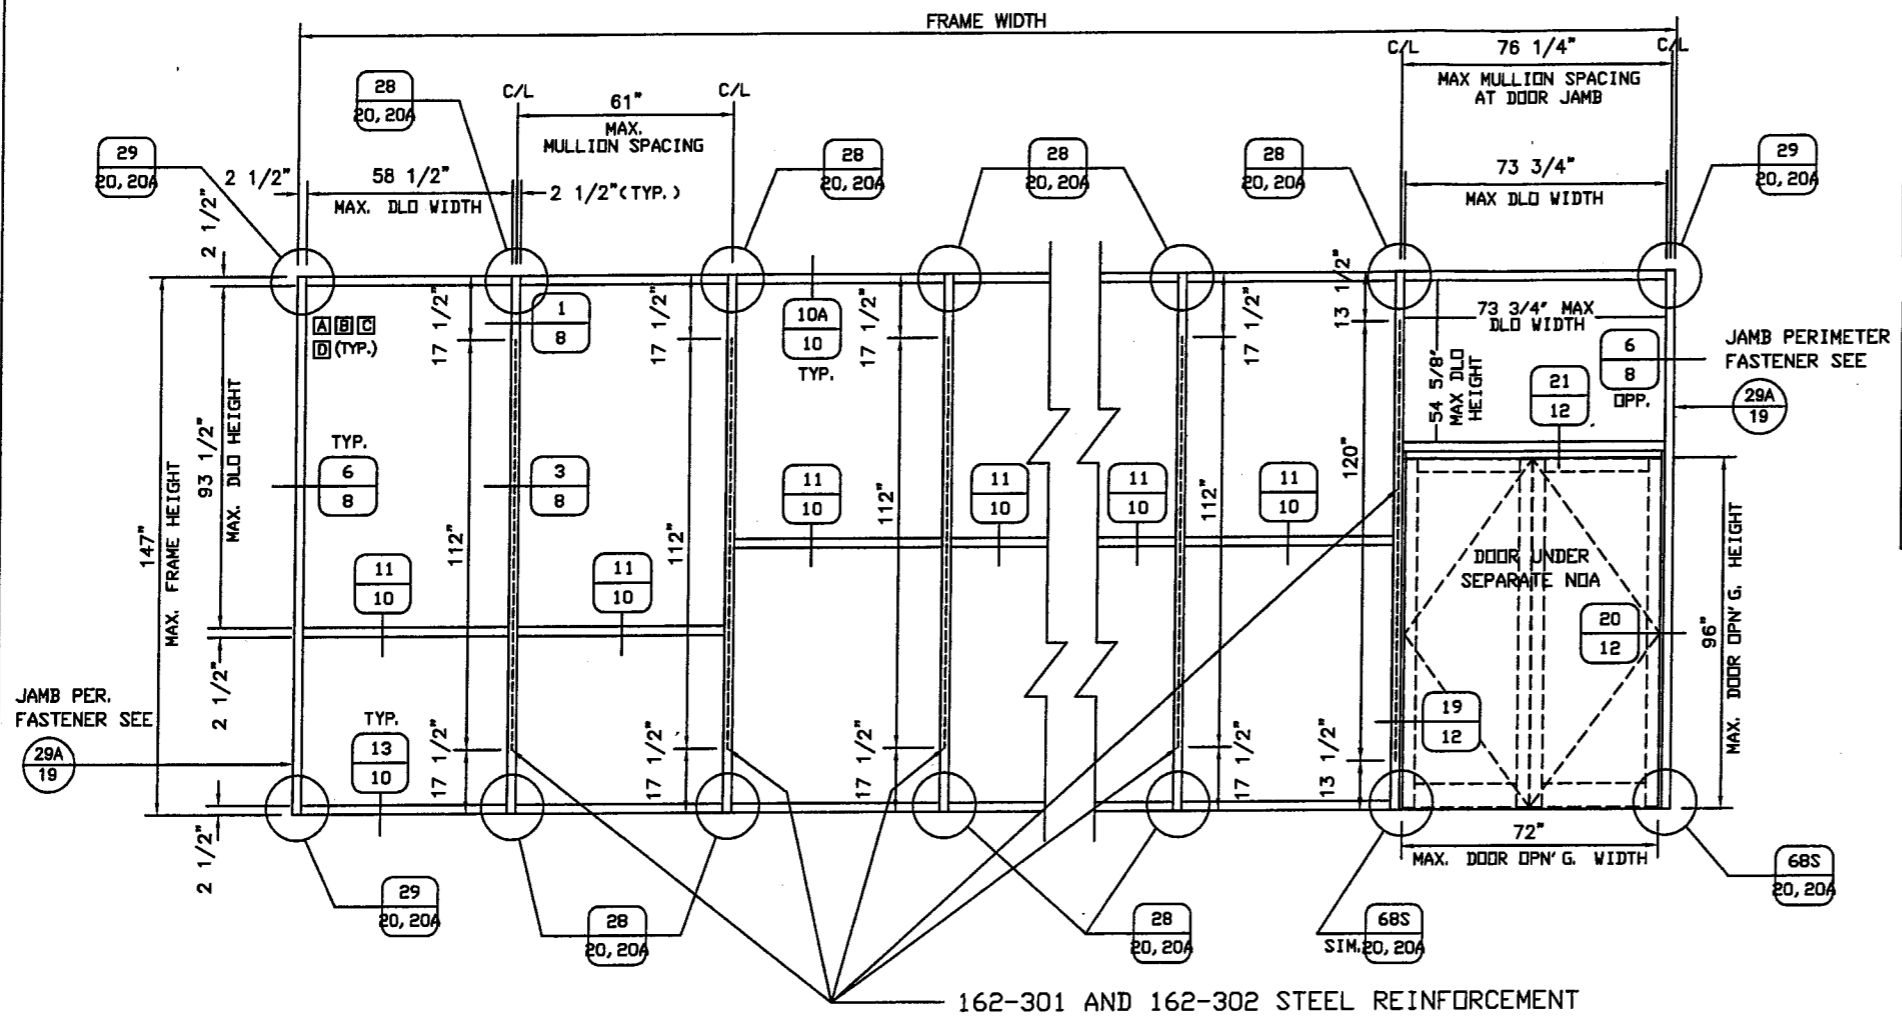 FRAME WIDTH
C/L
76 1/4"
C/L
MAX MULLION SPACING
AT DOOR JAMB
28
20, 20A
C/L
61"
MAX.
MULLION SPACING
C/L
29
20, 20A
2 1/2"
58 1/2"
MAX. DLO WIDTH
2 1/2"(TYP.)
28
20, 20A
28
20, 20A
28
20, 20A
73 3/4"
MAX DLO WIDTH
29
20, 20A
2 1/2"
A B C
D (TYP.)
17 1/2"
1
8
17 1/2"
10A
10
TYP.
17 1/2"
17 1/2"
13 1/2"
73 3/4" MAX
DLO WIDTH
6
8
OPP.
JAMB PERIMETER
FASTENER SEE
29A
19
54 5/8"
MAX DLO
HEIGHT
21
12
147"
MAX. FRAME HEIGHT
93 1/2"
MAX. DLO HEIGHT
TYP.
6
8
3
8
112"
112"
11
10
112"
11
10
11
10
112"
11
10
120"
11
10
11
10
DOOR UNDER
SEPARATE NOA
20
12
96"
MAX. DOOR OPN'G. HEIGHT
2 1/2"
JAMB PER.
FASTENER SEE
29A
19
TYP.
13
10
17 1/2"
17 1/2"
17 1/2"
17 1/2"
13 1/2"
19
12
2 1/2"
72"
MAX. DOOR OPN'G. WIDTH
29
20, 20A
28
20, 20A
28
20, 20A
SIM.
68S
20, 20A
68S
20, 20A
162-301 AND 162-302 STEEL REINFORCEMENT